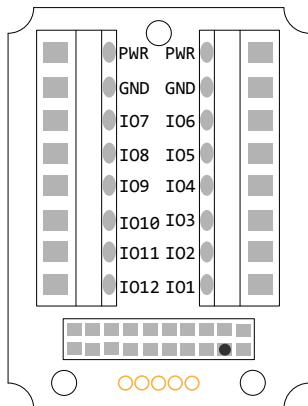 PWR PWR
GND GND
IO7 IO6
IO8 IO5
IO9 IO4
IO10 IO3
IO11 IO2
IO12 IO1